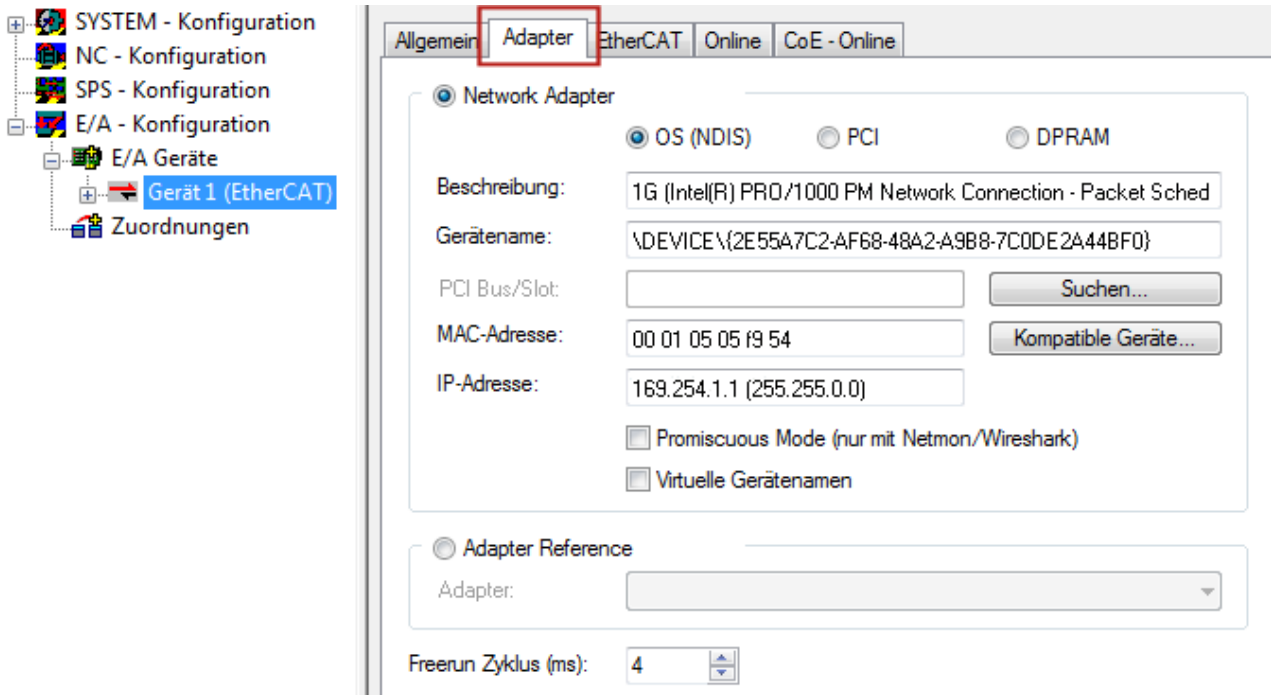 SYSTEM - Konfiguration
NC - Konfiguration
SPS - Konfiguration
E/A - Konfiguration
E/A Geräte
Gerät 1 (EtherCAT)
Zuordnungen
Allgemein Adapter EtherCAT Online CoE - Online
Network Adapter
OS (NDIS) PCI DPRAM
Beschreibung: 1G (Intel(R) PRO/1000 PM Network Connection - Packet Sched
Gerätename: \DEVICE\{2E55A7C2-AF68-48A2-A9B8-7C0DE2A44BF0}
PCI Bus/Slot: Suchen...
MAC-Adresse: 00 01 05 05 f9 54 Kompatible Geräte...
IP-Adresse: 169.254.1.1 (255.255.0.0)
Promiscuous Mode (nur mit Netmon/Wireshark)
Virtuelle Gerätenamen
Adapter Reference
Adapter:
Freerun Zyklus (ms): 4